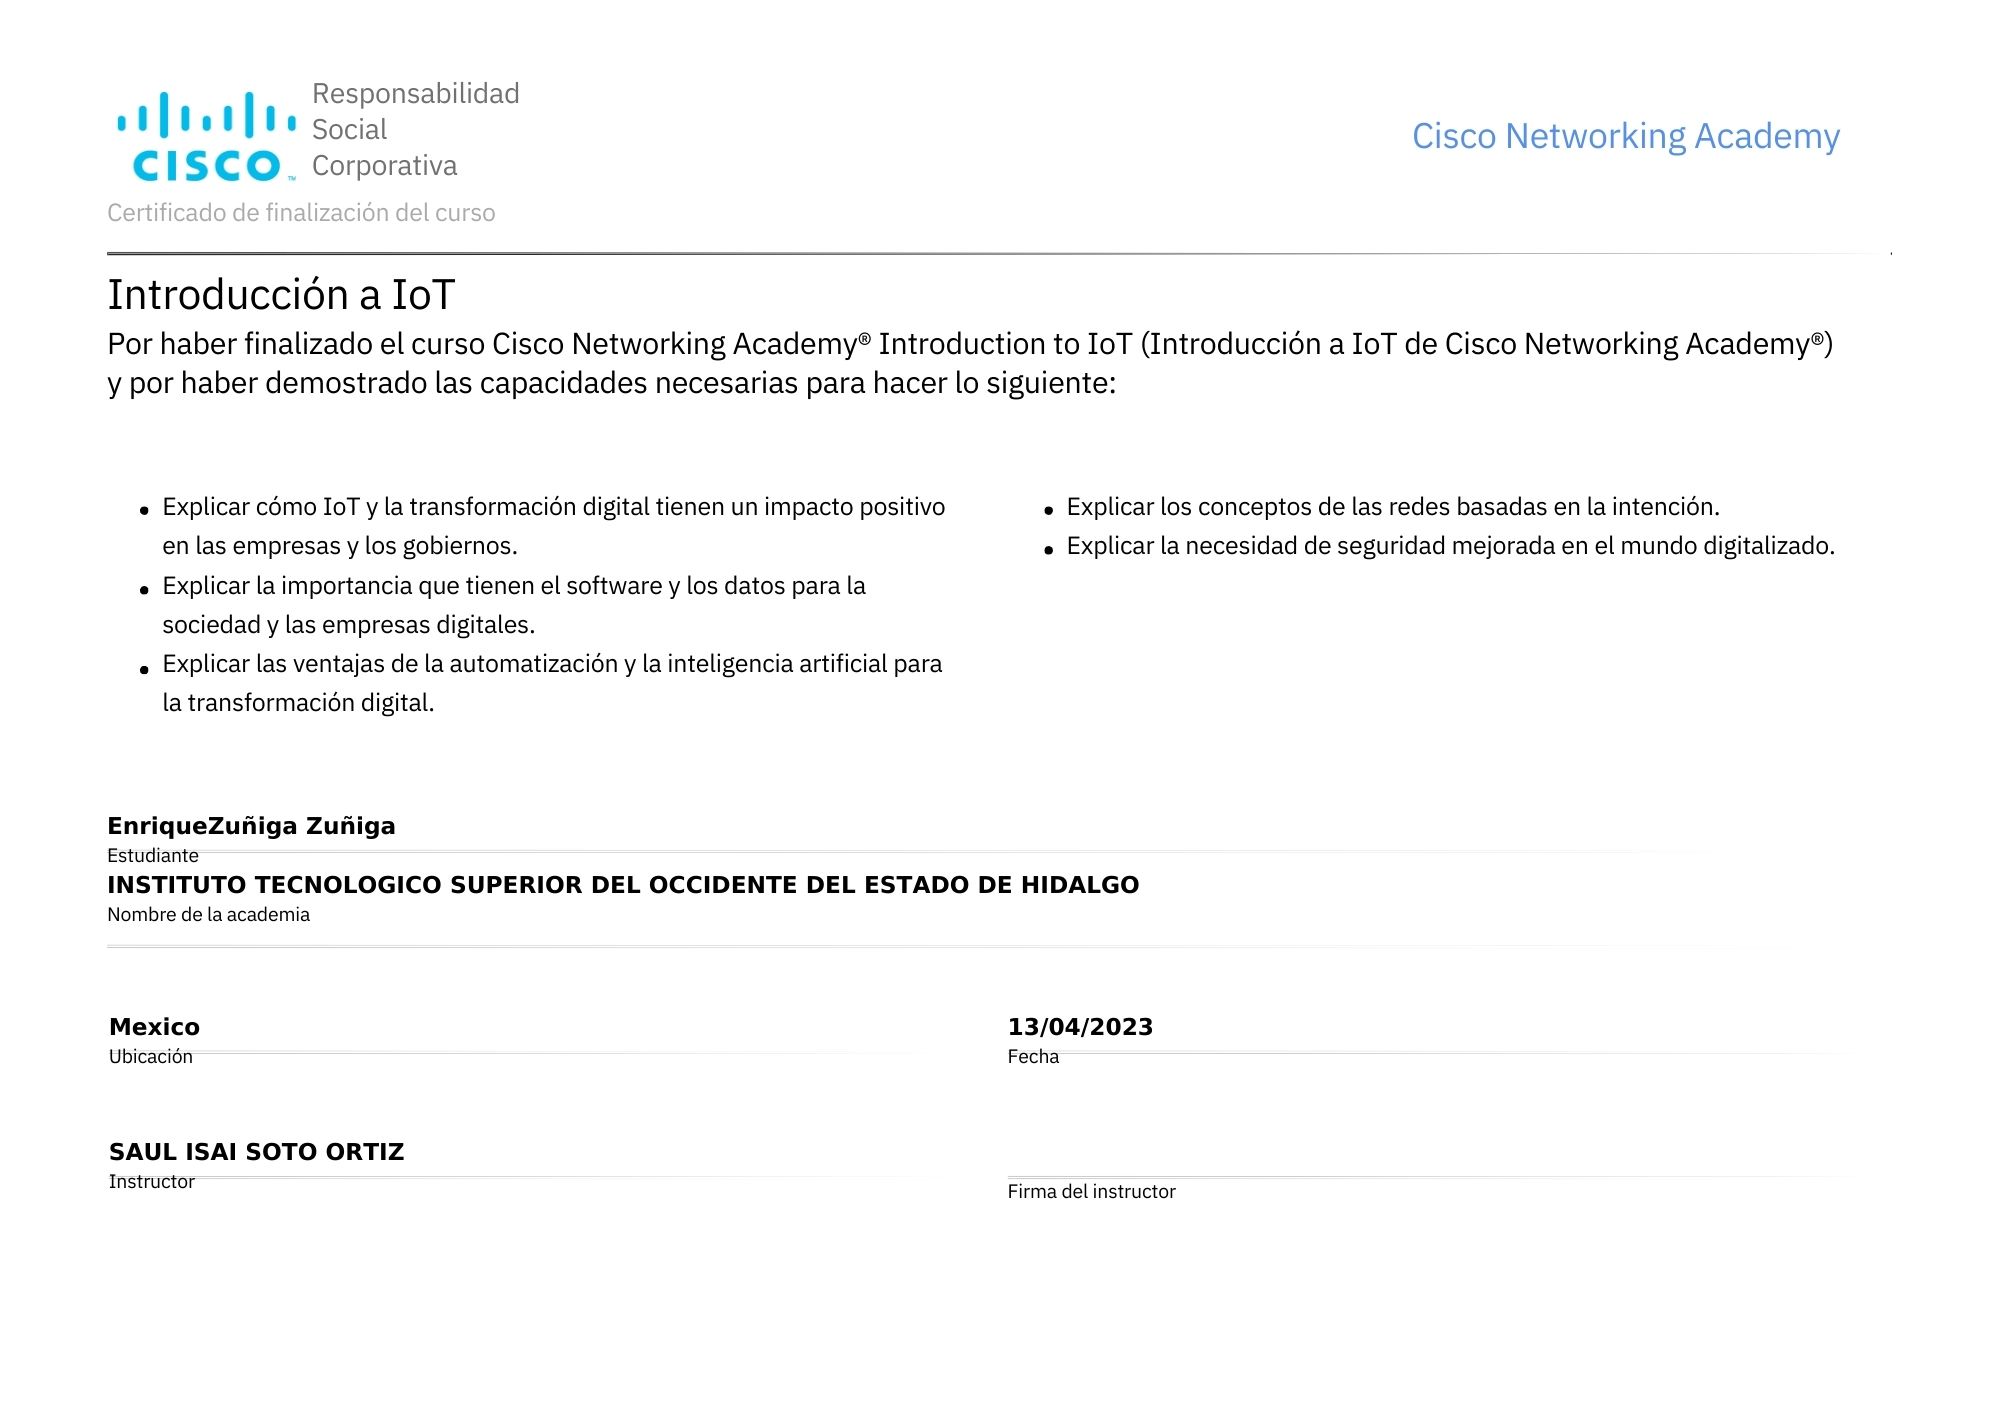 Responsabilidad
Social
Corporativa
CISCO™
Cisco Networking Academy
Certificado de finalización del curso
Introducción a IoT
Por haber finalizado el curso Cisco Networking Academy® Introduction to IoT (Introducción a IoT de Cisco Networking Academy®)
y por haber demostrado las capacidades necesarias para hacer lo siguiente:
• Explicar cómo IoT y la transformación digital tienen un impacto positivo
en las empresas y los gobiernos.
• Explicar la importancia que tienen el software y los datos para la
sociedad y las empresas digitales.
• Explicar las ventajas de la automatización y la inteligencia artificial para
la transformación digital.
• Explicar los conceptos de las redes basadas en la intención.
• Explicar la necesidad de seguridad mejorada en el mundo digitalizado.
EnriqueZuñiga Zuñiga
Estudiante
INSTITUTO TECNOLOGICO SUPERIOR DEL OCCIDENTE DEL ESTADO DE HIDALGO
Nombre de la academia
Mexico
Ubicación
13/04/2023
Fecha
SAUL ISAI SOTO ORTIZ
Instructor
Firma del instructor